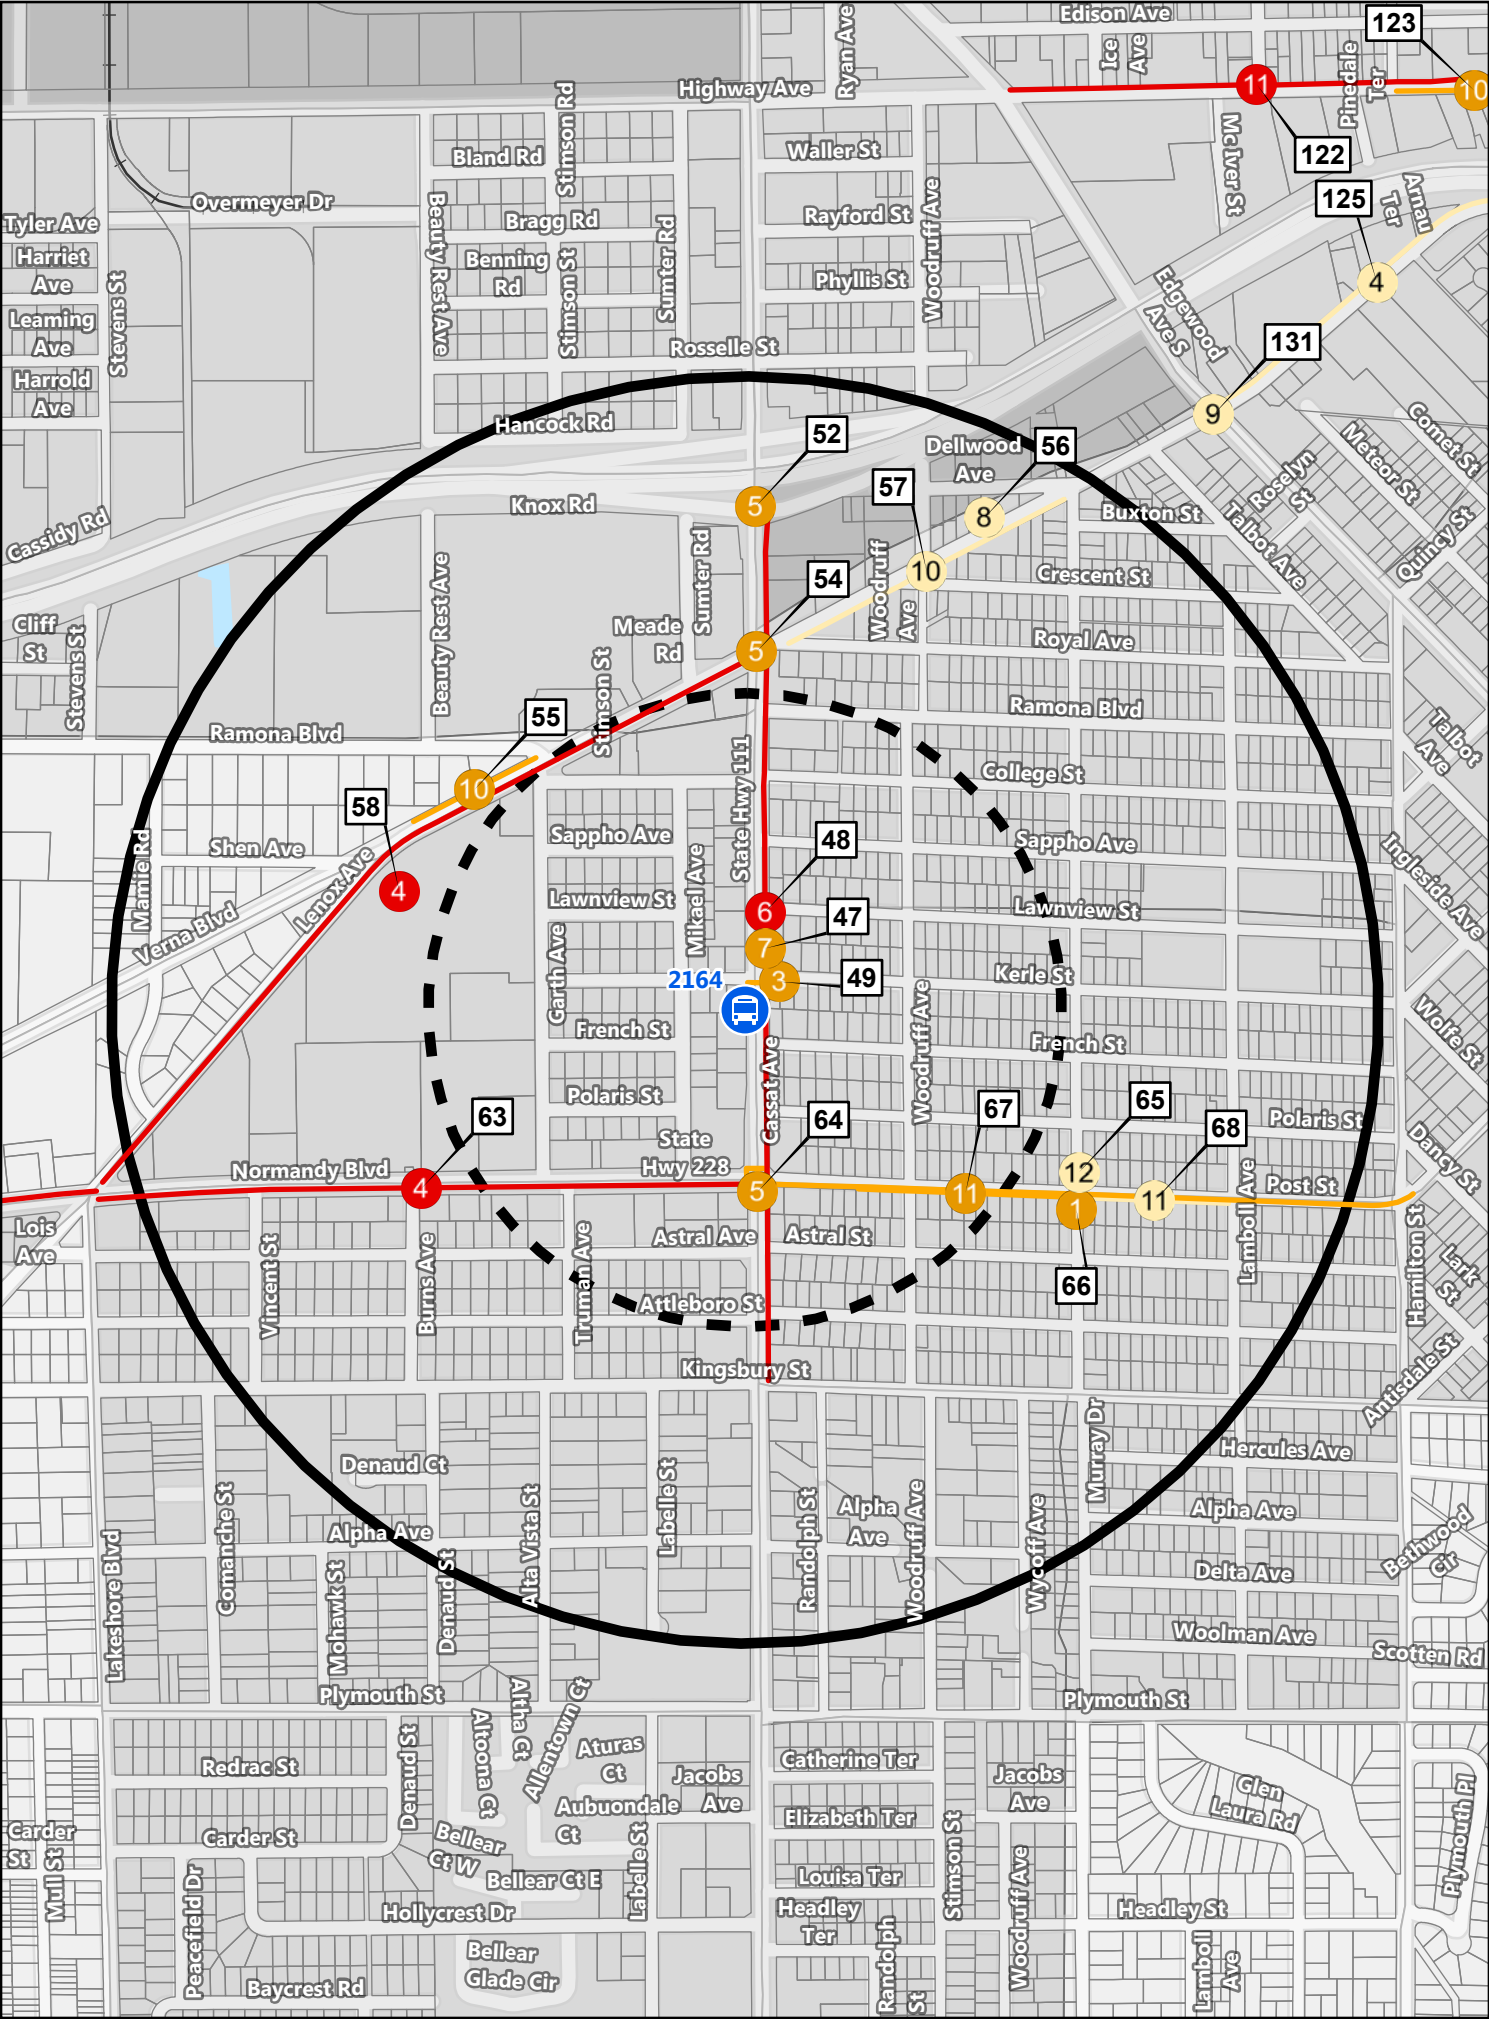 Edison Ave
123
Ryan Ave
Ice
Ave
Pinedale
Ter
Highway Ave
11
10
Bland Rd
Stimson Rd
Waller St
McIver St
122
125
Arnau
Ter
Overmeyer Dr
Tyler Ave
Beauty Rest Ave
Bragg Rd
Sumter Rd
Rayford St
Woodruff Ave
Harriet
Ave
Stevens St
Benning
Rd
Stimson St
Phyllis St
4
Edgewood
Ave S
Leaming
Ave
131
Rosselle St
Harrold
Ave
9
Hancock Rd
52
Dellwood
Ave
56
Comet St
Meteor St
57
Roselyn
St
Knox Rd
5
8
Buxton St
Talbot Ave
Quincy St
Cassidy Rd
Beauty Rest Ave
Sumter Rd
54
Woodruff
Ave
10
Crescent St
Cliff
St
Stevens St
Meade
Rd
Stimson St
5
Royal Ave
Ramona Blvd
55
Ramona Blvd
Talbot
Ave
State Hwy 111
10
58
College St
Mamie Rd
Shen Ave
Lenox Ave
Sappho Ave
Mikael Ave
48
Sappho Ave
Ingleside Ave
4
Lawnview St
6
47
Lawnview St
Verna Blvd
Garth Ave
7
2164
3
49
Kerle St
Woodruff Ave
French St
French St
Wolfe St
Cassat Ave
Polaris St
63
64
67
65
68
Polaris St
Dancy St
State
Hwy 228
Normandy Blvd
4
5
11
12
1
11
Lamboll Ave
Post St
Lois
Ave
Vincent St
Burns Ave
Truman Ave
Astral Ave
Astral St
66
Hamilton St
Lark
St
Attleboro St
Kingsbury St
Antisdale St
Denaud Ct
Labelle St
Murray Dr
Hercules Ave
Lakeshore Blvd
Comanche St
Alpha Ave
Mohawk St
Denaud St
Alta Vista St
Randolph St
Alpha
Ave
Woodruff Ave
Wycoff Ave
Alpha Ave
Bethwood
Cir
Delta Ave
Woolman Ave
Scotten Rd
Plymouth St
Plymouth St
Altha Ct
Altoona Ct
Allentown Ct
Redrac St
Denaud St
Aturas
Ct
Jacobs
Ave
Catherine Ter
Jacobs
Ave
Glen
Laura Rd
Plymouth Pl
Carder
St
Mull St
Carder St
Bellear
Ct W
Aubuondale
Ct
Elizabeth Ter
Stimson St
Peacefield Dr
Bellear Ct E
Labelle St
Louisa Ter
Woodruff Ave
Hollycrest Dr
Headley
Ter
Headley St
Bellear
Glade Cir
Randolph
St
Lamboll
Ave
Baycrest Rd